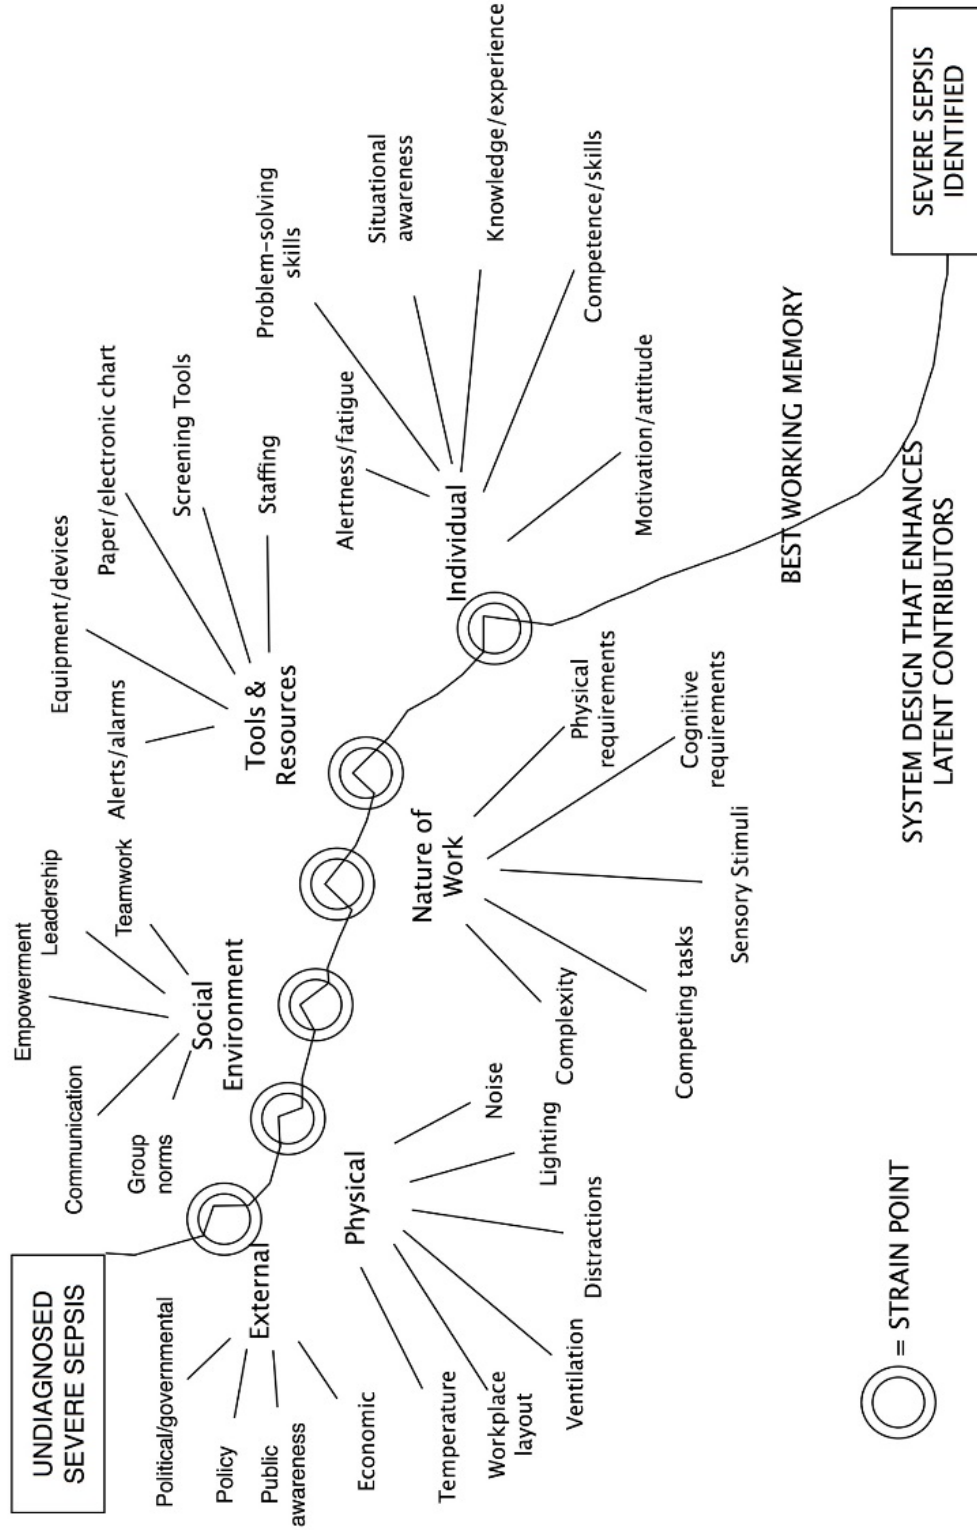 UNDIAGNOSED
SEVERE SEPSIS
Political/governmental
Policy
Public
awareness
Economic
External
Communication
Empowerment
Leadership
Teamwork
Group
norms
Social
Environment
Temperature
Workplace
layout
Ventilation
Distractions
Lighting
Noise
Physical
Alerts/alarms
Equipment/devices
Paper/electronic chart
Screening Tools
Staffing
Tools &
Resources
Nature of
Work
Complexity
Competing tasks
Sensory Stimuli
Cognitive
requirements
Physical
requirements
Alertness/fatigue
Problem-solving
skills
Situational
awareness
Knowledge/experience
Competence/skills
Motivation/attitude
Individual
BEST WORKING MEMORY
SYSTEM DESIGN THAT ENHANCES
LATENT CONTRIBUTORS
SEVERE SEPSIS
IDENTIFIED
= STRAIN POINT